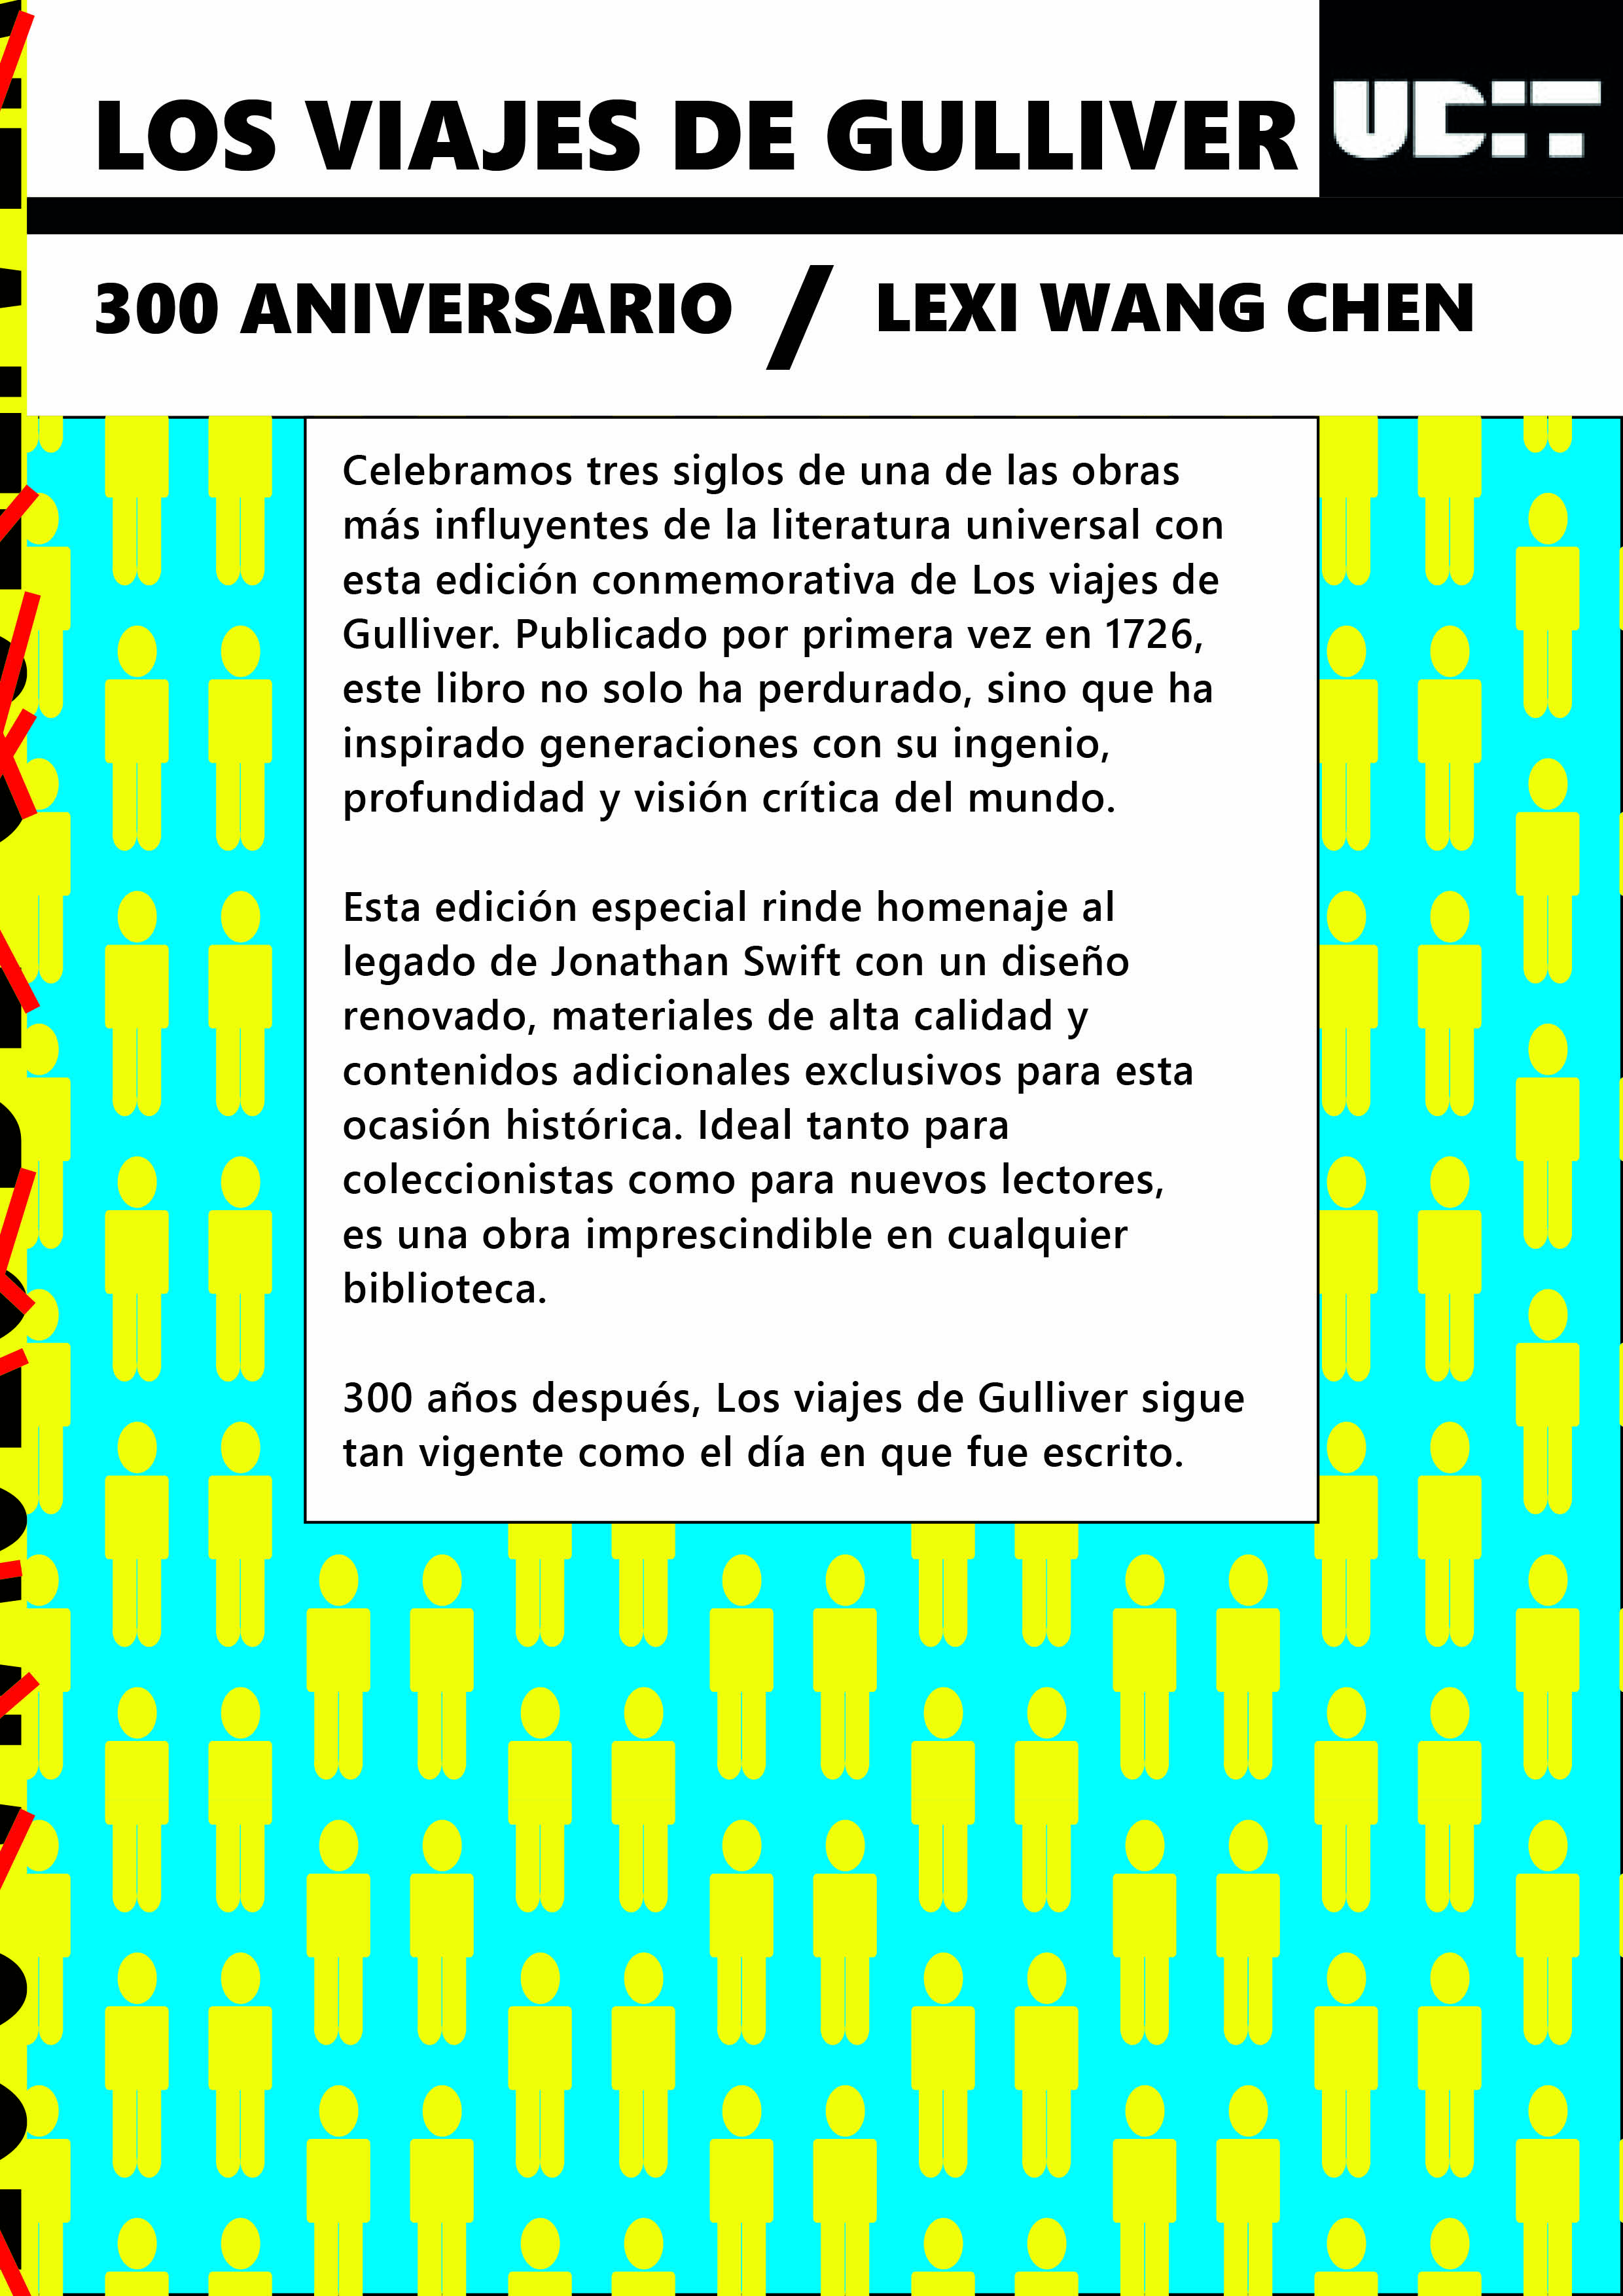 LOS VIAJES DE GULLIVER
UDIT
300 ANIVERSARIO / LEXI WANG CHEN
Celebramos tres siglos de una de las obras
más influyentes de la literatura universal con
esta edición conmemorativa de Los viajes de
Gulliver. Publicado por primera vez en 1726,
este libro no solo ha perdurado, sino que ha
inspirado generaciones con su ingenio,
profundidad y visión crítica del mundo.
Esta edición especial rinde homenaje al
legado de Jonathan Swift con un diseño
renovado, materiales de alta calidad y
contenidos adicionales exclusivos para esta
ocasión histórica. Ideal tanto para
coleccionistas como para nuevos lectores,
es una obra imprescindible en cualquier
biblioteca.
300 años después, Los viajes de Gulliver sigue
tan vigente como el día en que fue escrito.